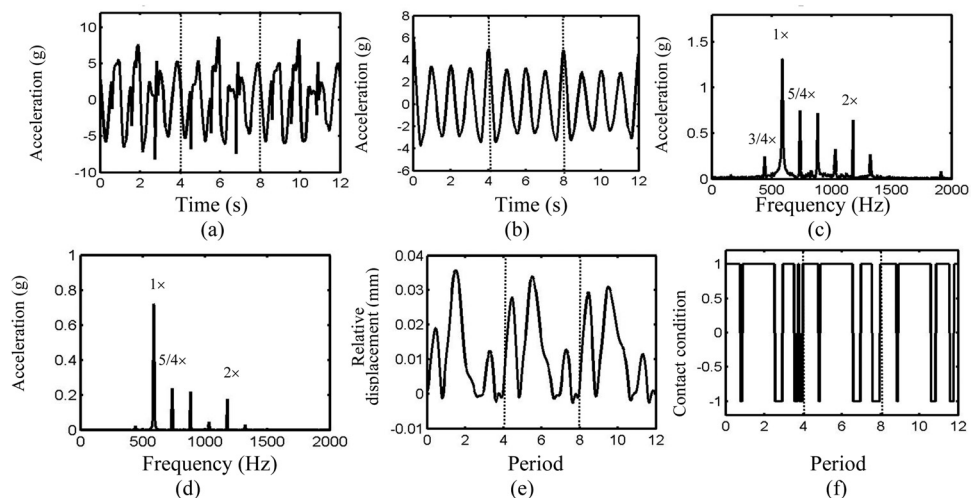 Acceleration (g)
10
5
0
-5
-10
0 2 4 6 8 10 12
Time (s)
(a)
Acceleration (g)
6
4
2
0
-2
-4
-6
0 2 4 6 8 10 12
Time (s)
(b)
Acceleration (g)
1.5
1
0.5
0
1×
5/4×
2×
3/4×
0 500 1000 1500 2000
Frequency (Hz)
(c)
Acceleration (g)
1
0.8
0.6
0.4
0.2
0
1×
5/4×
2×
0 500 1000 1500 2000
Frequency (Hz)
(d)
Relative
displacement (mm)
0.04
0.03
0.02
0.01
0
-0.01
0 2 4 6 8 10 12
Period
(e)
Contact condition
1
0.5
0
-0.5
-1
0 2 4 6 8 10 12
Period
(f)